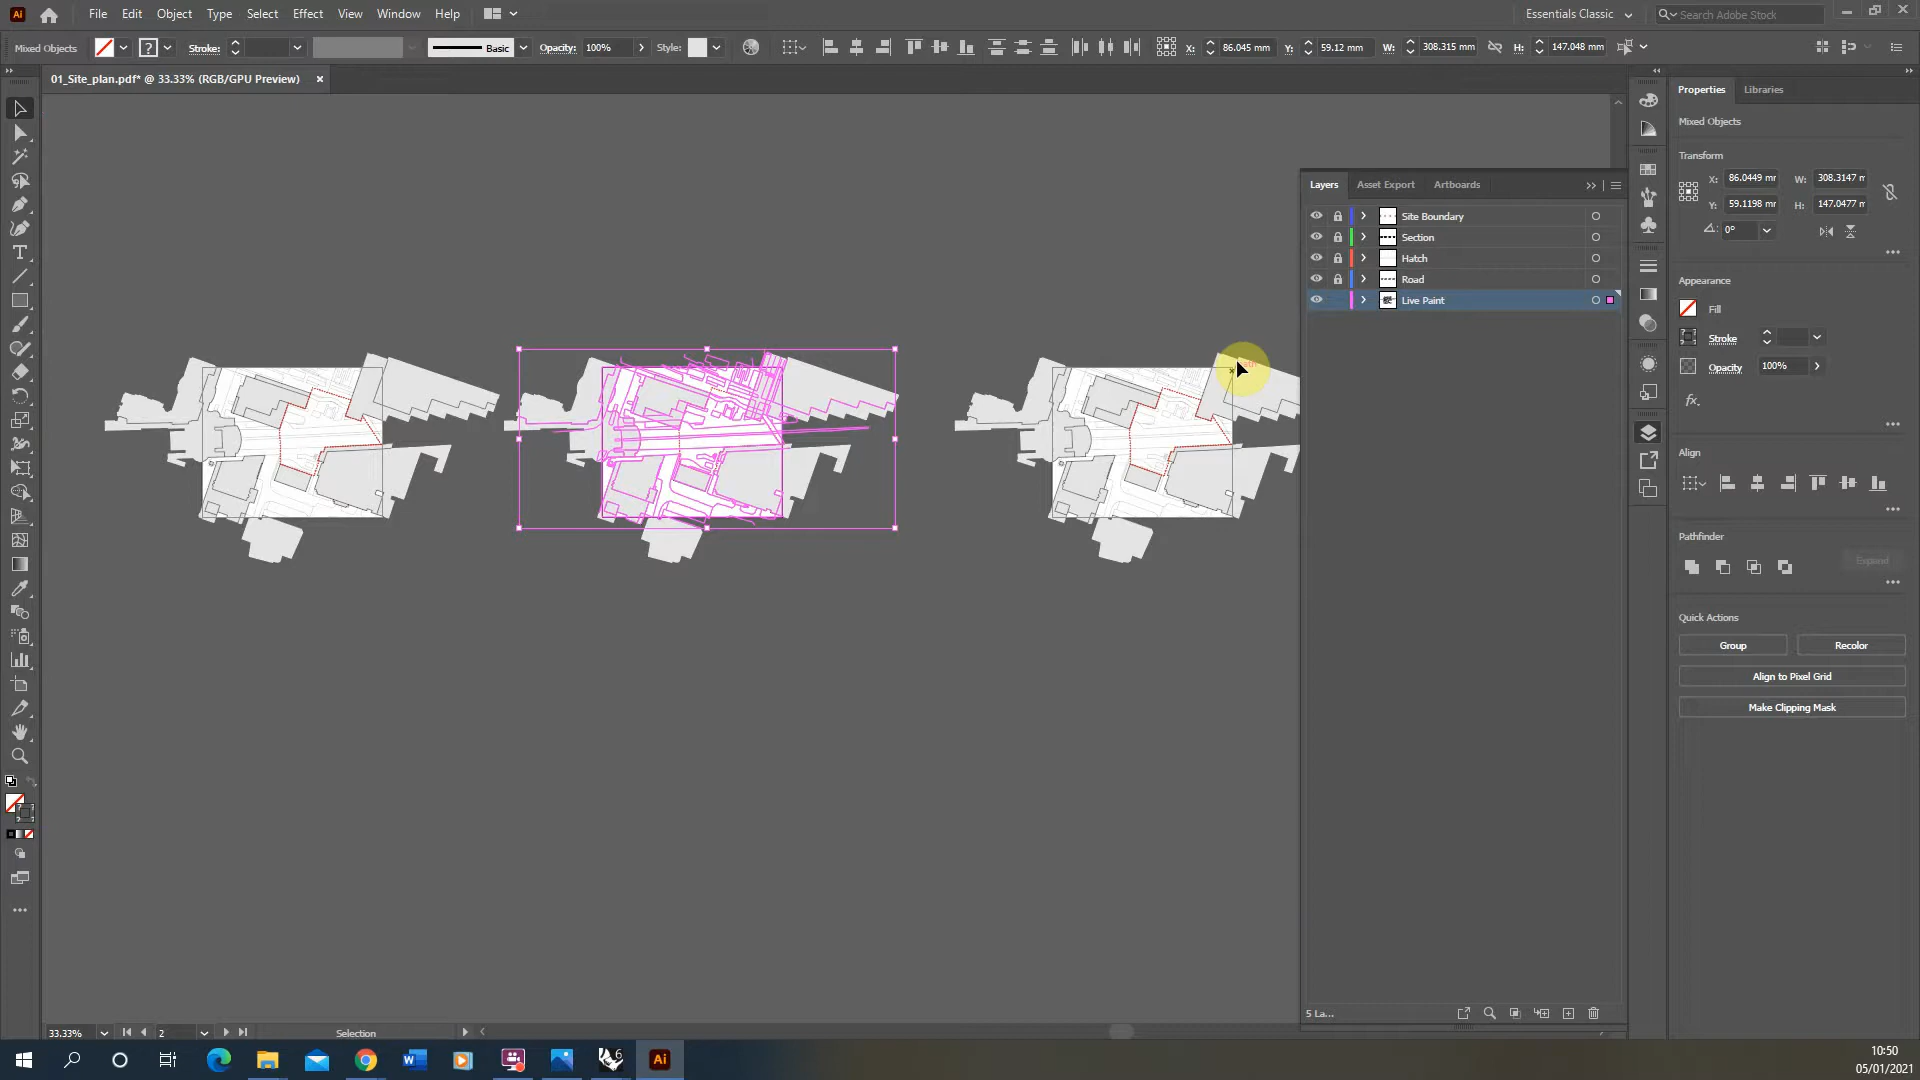 Ai File Edit Object Type Select Effect View Window Help Essentials Classic Search Adobe Stock
Mixed Objects ? Stroke: Basic Opacity: 100% Style: X: 86.045 mm Y: 59.12 mm W: 308.315 mm H: 147.048 mm
01_Site_plan.pdf* @ 33.33% (RGB/GPU Preview) ×
Properties Libraries
Mixed Objects
Transform
X: 86.0449 mr W: 308.3147 r
Y: 59.1198 mr H: 147.0477 r
0°
Appearance
Fill
Stroke
Opacity 100%
fx.
Align
Pathfinder
Expand
Quick Actions
Group Recolor
Align to Pixel Grid
Make Clipping Mask
Layers Asset Export Artboards
Site Boundary
Section
Hatch
Road
Live Paint
5 La...
33.33% 2 Selection
10:50
05/01/2021